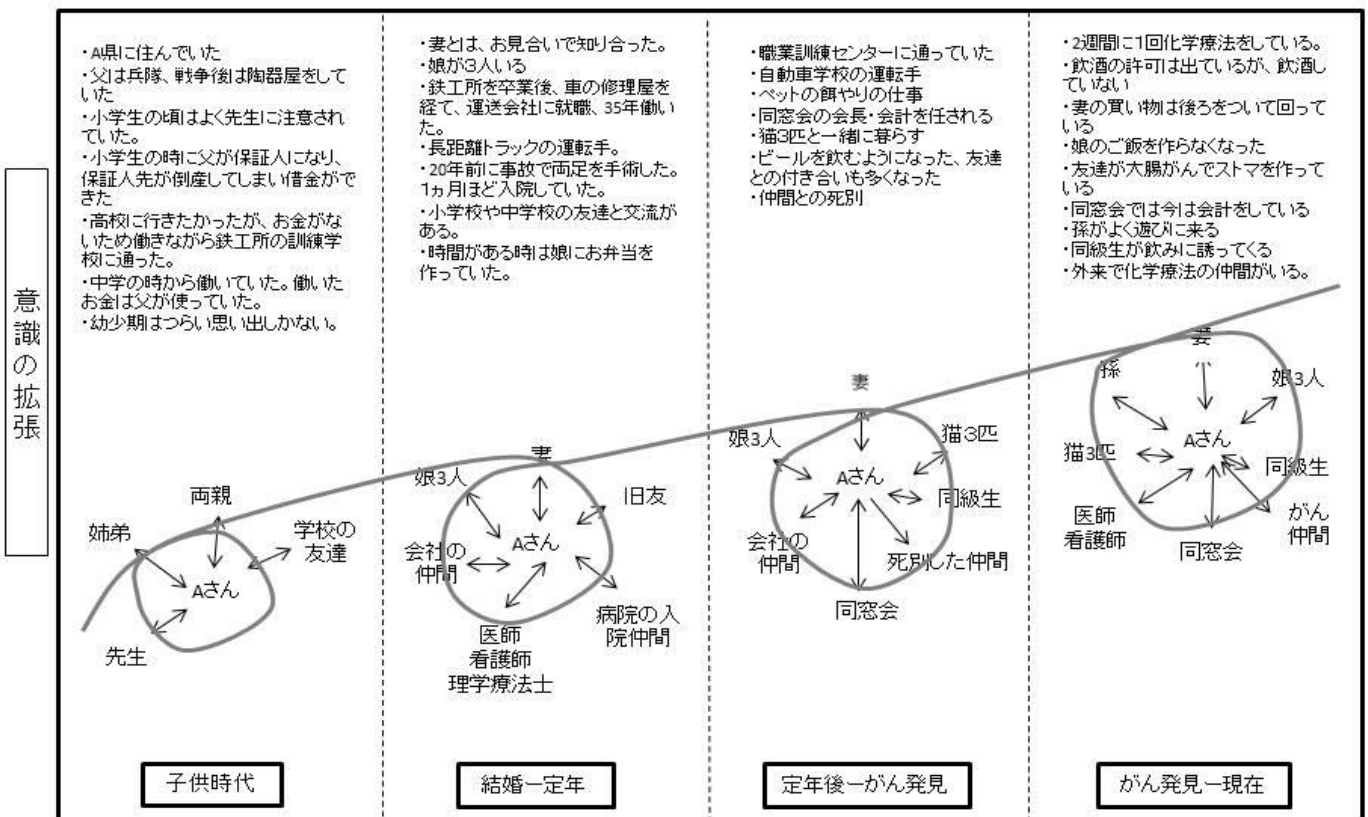 意識の拡張
・A県に住んでいた
・父は兵隊、戦争後は陶器屋をして
いた
・小学生の頃はよく先生に注意され
ていた。
・小学生の時に父が保証人になり、
保証人先が倒産してしまい借金がで
きた
・高校に行きたかったが、お金がな
いため働きながら鉄工所の訓練学
校に通った。
・中学の時から働いていた。働いた
お金は父が使っていた。
・幼少期はつらい思い出しかない。
両親
姉弟
学校の
友達
Aさん
先生
子供時代
・妻とは、お見合いで知り合った。
・娘が3人いる
・鉄工所を卒業後、車の修理屋を
経て、運送会社に就職、35年働い
た。
・長距離トラックの運転手。
・20年前に事故で両足を手術した。
1ヵ月ほど入院していた。
・小学校や中学校の友達と交流が
ある。
・時間がある時は娘にお弁当を
作っていた。
妻
娘3人
旧友
Aさん
会社の
仲間
病院の入
院仲間
医師
看護師
理学療法士
結婚ー定年
・職業訓練センターに通っていた
・自動車学校の運転手
・ペットの餌やりの仕事
・同窓会の会長・会計を任される
・猫3匹と一緒に暮らす
・ビールを飲むようになった、友達
との付き合いも多くなった
・仲間との死別
妻
娘3人
猫3匹
Aさん
同級生
会社の
仲間
死別した仲間
同窓会
定年後ーがん発見
・2週間に1回化学療法をしている。
・飲酒の許可は出ているが、飲酒し
ていない
・妻の買い物は後ろをついて回って
いる
・娘のご飯を作らなくなった
・友達が大腸がんでストマを作って
いる
・同窓会では今は会計をしている
・孫がよく遊びに来る
・同級生が飲みに誘ってくる
・外来で化学療法の仲間がいる。
妻
孫
娘3人
Aさん
猫3匹
同級生
医師
看護師
がん
仲間
同窓会
がん発見ー現在